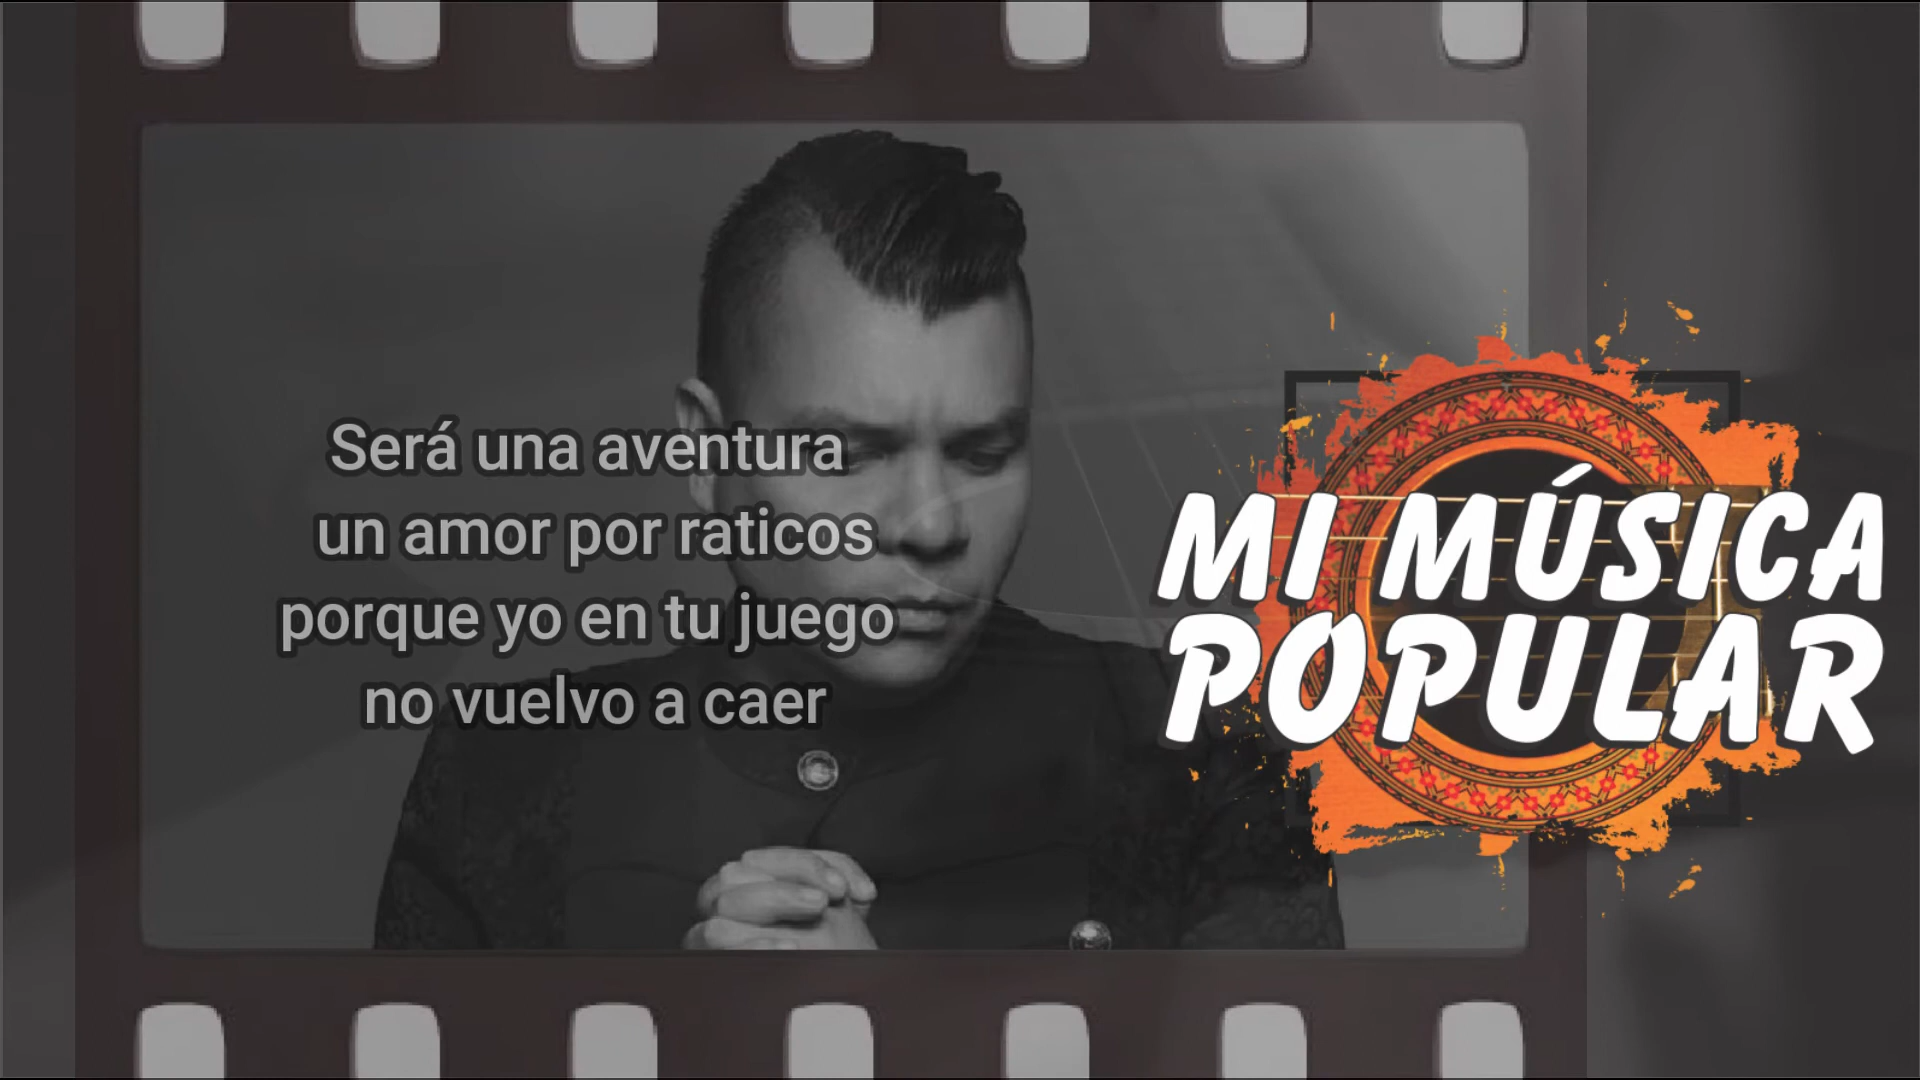 Será una aventura
un amor por raticos
porque yo en tu juego
no vuelvo a caer
MI MÚSICA
POPULAR